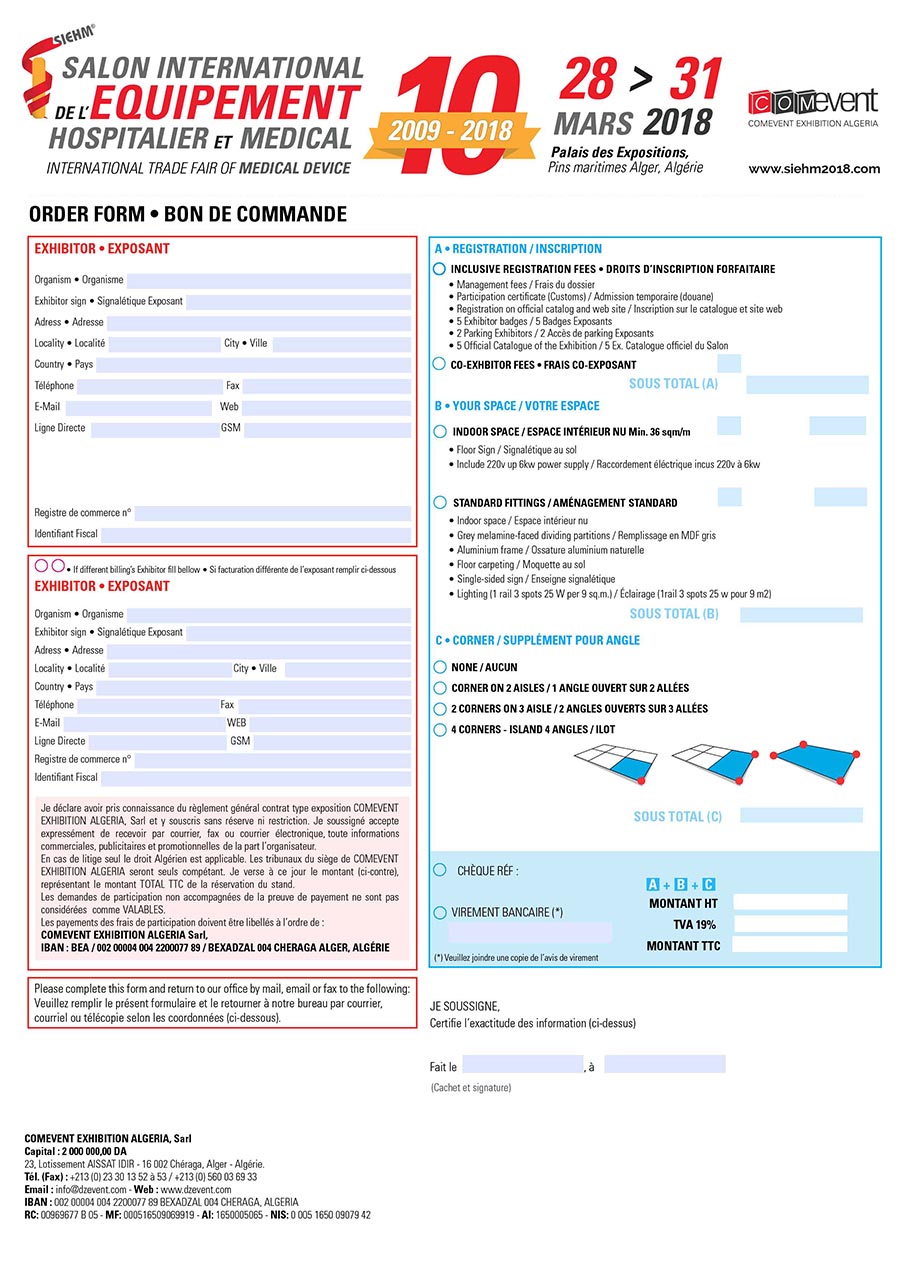 SIEHM®
SALON INTERNATIONAL
DE L'EQUIPEMENT
HOSPITALIER ET MEDICAL
INTERNATIONAL TRADE FAIR OF MEDICAL DEVICE
10
2009 - 2018
28 > 31
MARS 2018
Palais des Expositions,
Pins maritimes Alger, Algérie
COMevent
COMEVENT EXHIBITION ALGERIA
www.siehm2018.com
ORDER FORM • BON DE COMMANDE
EXHIBITOR • EXPOSANT
Organism • Organisme
Exhibitor sign • Signalétique Exposant
Adress • Adresse
Locality • Localité City • Ville
Country • Pays
Téléphone Fax
E-Mail Web
Ligne Directe GSM
Registre de commerce n°
Identifiant Fiscal
• If different billing's Exhibitor fill bellow • Si facturation différente de l'exposant remplir ci-dessous
EXHIBITOR • EXPOSANT
Organism • Organisme
Exhibitor sign • Signalétique Exposant
Adress • Adresse
Locality • Localité City • Ville
Country • Pays
Téléphone Fax
E-Mail WEB
Ligne Directe GSM
Registre de commerce n°
Identifiant Fiscal
Je déclare avoir pris connaissance du règlement général contrat type exposition COMEVENT
EXHIBITION ALGERIA, Sarl et y souscris sans réserve ni restriction. Je soussigné accepte
expressément de recevoir par courrier, fax ou courrier électronique, toute informations
commerciales, publicitaires et promotionnelles de la part l'organisateur.
En cas de litige seul le droit Algérien est applicable. Les tribunaux du siège de COMEVENT
EXHIBITION ALGERIA seront seuls compétant. Je verse à ce jour le montant (ci-contre),
représentant le montant TOTAL TTC de la réservation du stand.
Les demandes de participation non accompagnées de la preuve de payement ne sont pas
considérées comme VALABLES.
Les payements des frais de participation doivent être libellés à l'ordre de :
COMEVENT EXHIBITION ALGERIA Sarl,
IBAN : BEA / 002 00004 004 2200077 89 / BEXADZAL 004 CHERAGA ALGER, ALGÉRIE
Please complete this form and return to our office by mail, email or fax to the following:
Veuillez remplir le présent formulaire et le retourner à notre bureau par courrier,
courriel ou télécopie selon les coordonnées (ci-dessous).
A • REGISTRATION / INSCRIPTION
INCLUSIVE REGISTRATION FEES • DROITS D'INSCRIPTION FORFAITAIRE
• Management fees / Frais du dossier
• Participation certificate (Customs) / Admission temporaire (douane)
• Registration on official catalog and web site / Inscription sur le catalogue et site web
• 5 Exhibitor badges / 5 Badges Exposants
• 2 Parking Exhibitors / 2 Accès de parking Exposants
• 5 Official Catalogue of the Exhibition / 5 Ex. Catalogue officiel du Salon
CO-EXHBITOR FEES • FRAIS CO-EXPOSANT
SOUS TOTAL (A)
B • YOUR SPACE / VOTRE ESPACE
INDOOR SPACE / ESPACE INTÉRIEUR NU Min. 36 sqm/m
• Floor Sign / Signalétique au sol
• Include 220v up 6kw power supply / Raccordement éléctrique incus 220v à 6kw
STANDARD FITTINGS / AMÉNAGEMENT STANDARD
• Indoor space / Espace intérieur nu
• Grey melamine-faced dividing partitions / Remplissage en MDF gris
• Aluminium frame / Ossature aluminium naturelle
• Floor carpeting / Moquette au sol
• Single-sided sign / Enseigne signalétique
• Lighting (1 rail 3 spots 25 W per 9 sq.m.) / Éclairage (1rail 3 spots 25 w pour 9 m2)
SOUS TOTAL (B)
C • CORNER / SUPPLÉMENT POUR ANGLE
NONE / AUCUN
CORNER ON 2 AISLES / 1 ANGLE OUVERT SUR 2 ALLÉES
2 CORNERS ON 3 AISLE / 2 ANGLES OUVERTS SUR 3 ALLÉES
4 CORNERS - ISLAND 4 ANGLES / ILOT
SOUS TOTAL (C)
CHÈQUE RÉF :
A + B + C
MONTANT HT
VIREMENT BANCAIRE (*)
TVA 19%
MONTANT TTC
(*) Veuillez joindre une copie de l'avis de virement
JE SOUSSIGNE,
Certifie l'exactitude des information (ci-dessus)
Fait le , à
(Cachet et signature)
COMEVENT EXHIBITION ALGERIA, Sarl
Capital : 2 000 000,00 DA
23, Lotissement AISSAT IDIR - 16 002 Chéraga, Alger - Algérie.
Tél. (Fax) : +213 (0) 23 30 13 52 à 53 / +213 (0) 560 03 69 33
Email : info@dzevent.com - Web : www.dzevent.com
IBAN : 002 00004 004 2200077 89 BEXADZAL 004 CHERAGA, ALGERIA
RC: 00969677 B 05 - MF: 000516509069919 - AI: 1650005065 - NIS: 0 005 1650 09079 42